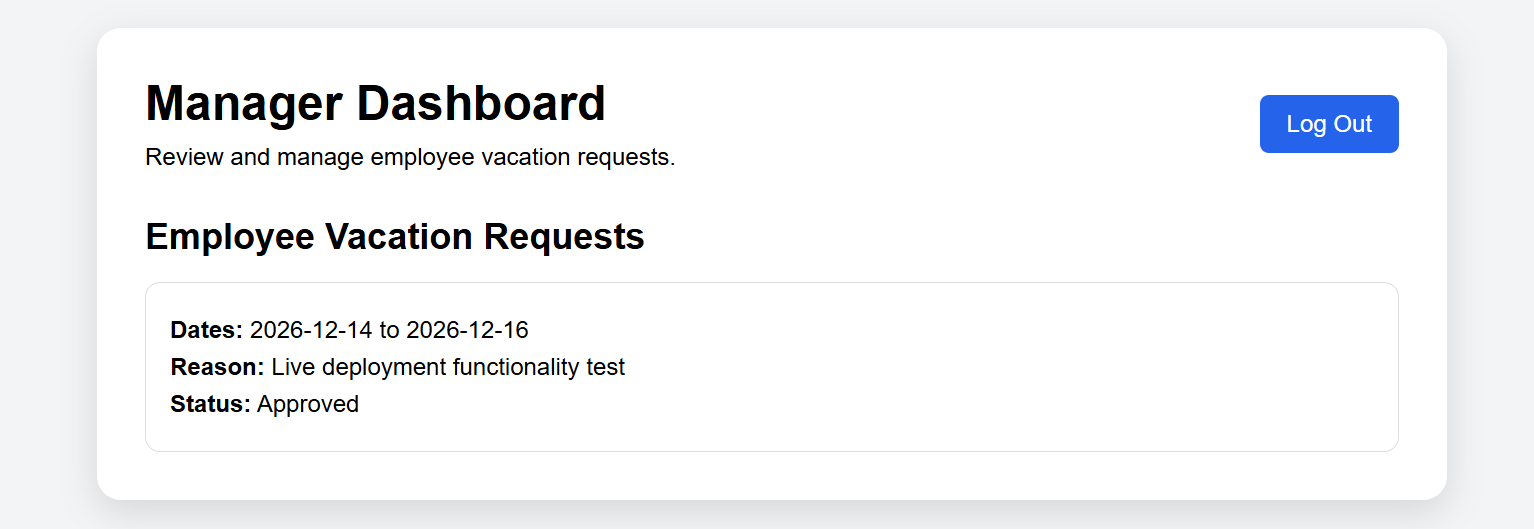 Manager Dashboard
Log Out
Review and manage employee vacation requests.
Employee Vacation Requests
Dates: 2026-12-14 to 2026-12-16
Reason: Live deployment functionality test
Status: Approved